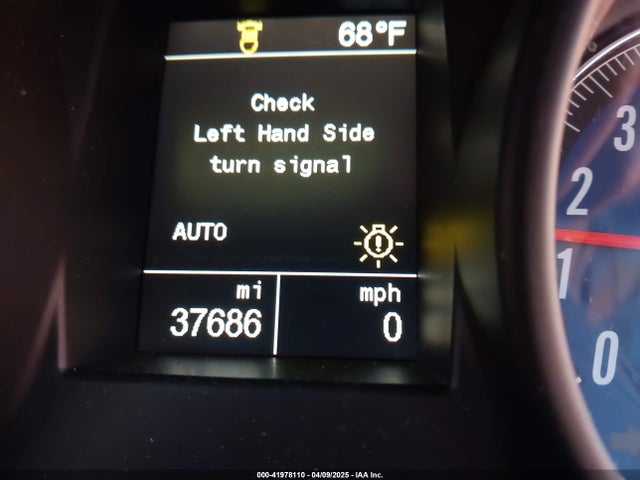 68°F
Check
Left Hand Side
turn signal
AUTO
mi
37686
mph
0
3
2
1
0
000-41978110 - 04/09/2025 - IAA Inc.